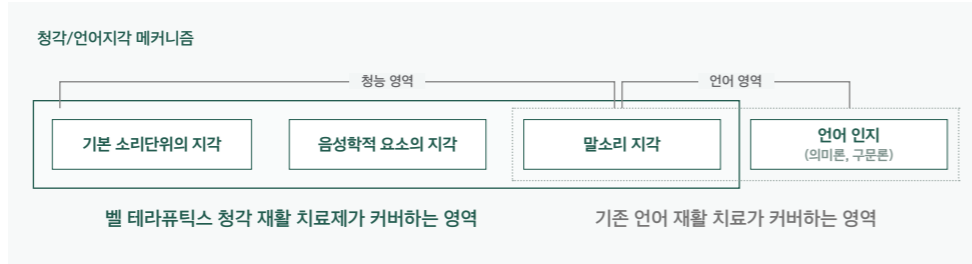 청각/언어지각 메커니즘
청능 영역
언어 영역
기본 소리단위의 지각
음성학적 요소의 지각
말소리 지각
언어 인지
(의미론, 구문론)
벨 테라퓨틱스 청각 재활 치료제가 커버하는 영역
기존 언어 재활 치료가 커버하는 영역